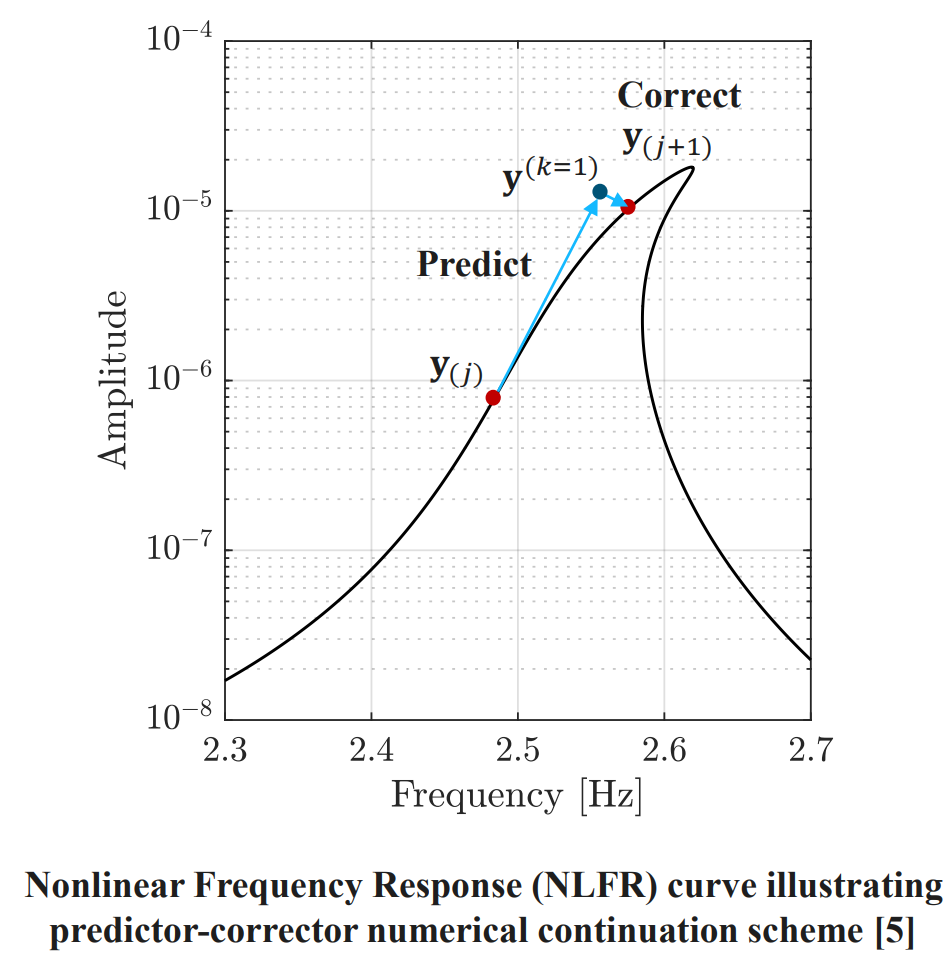 10⁻⁴
Correct
𝐲₍ⱼ₊₁₎
𝐲⁽ᵏ⁼¹⁾
10⁻⁵
Predict
Amplitude
𝐲₍ⱼ₎
10⁻⁶
10⁻⁷
10⁻⁸
2.3 2.4 2.5 2.6 2.7
Frequency [Hz]
Nonlinear Frequency Response (NLFR) curve illustrating
predictor-corrector numerical continuation scheme [5]